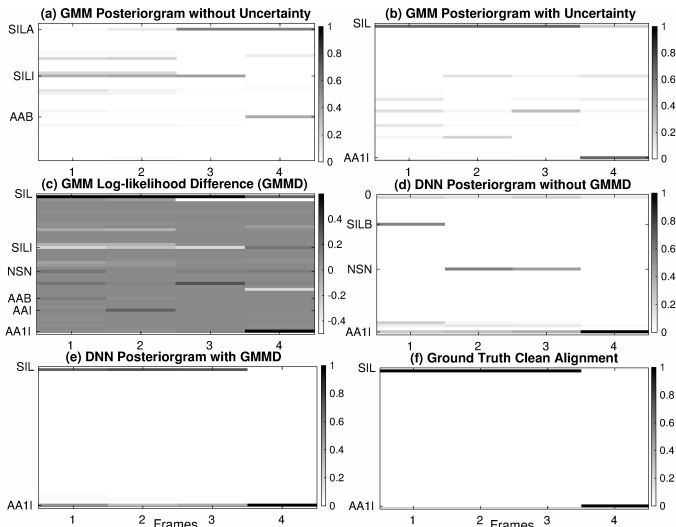 (a) GMM Posteriorgram without Uncertainty
SILA
SILI
AAB
1 2 3 4
1
0.8
0.6
0.4
0.2
0
(b) GMM Posteriorgram with Uncertainty
SIL
AA1I
1 2 3 4
1
0.8
0.6
0.4
0.2
0
(c) GMM Log-likelihood Difference (GMMD)
SIL
SILI
NSN
AAB
AAI
AA1I
1 2 3 4
0.4
0.2
0
-0.2
-0.4
(d) DNN Posteriorgram without GMMD
0
SILB
NSN
AA1I
1 2 3 4
1
0.8
0.6
0.4
0.2
0
(e) DNN Posteriorgram with GMMD
SIL
AA1I
1 2 3 4
Frames
1
0.8
0.6
0.4
0.2
0
(f) Ground Truth Clean Alignment
SIL
AA1I
1 2 3 4
Frames
1
0.8
0.6
0.4
0.2
0